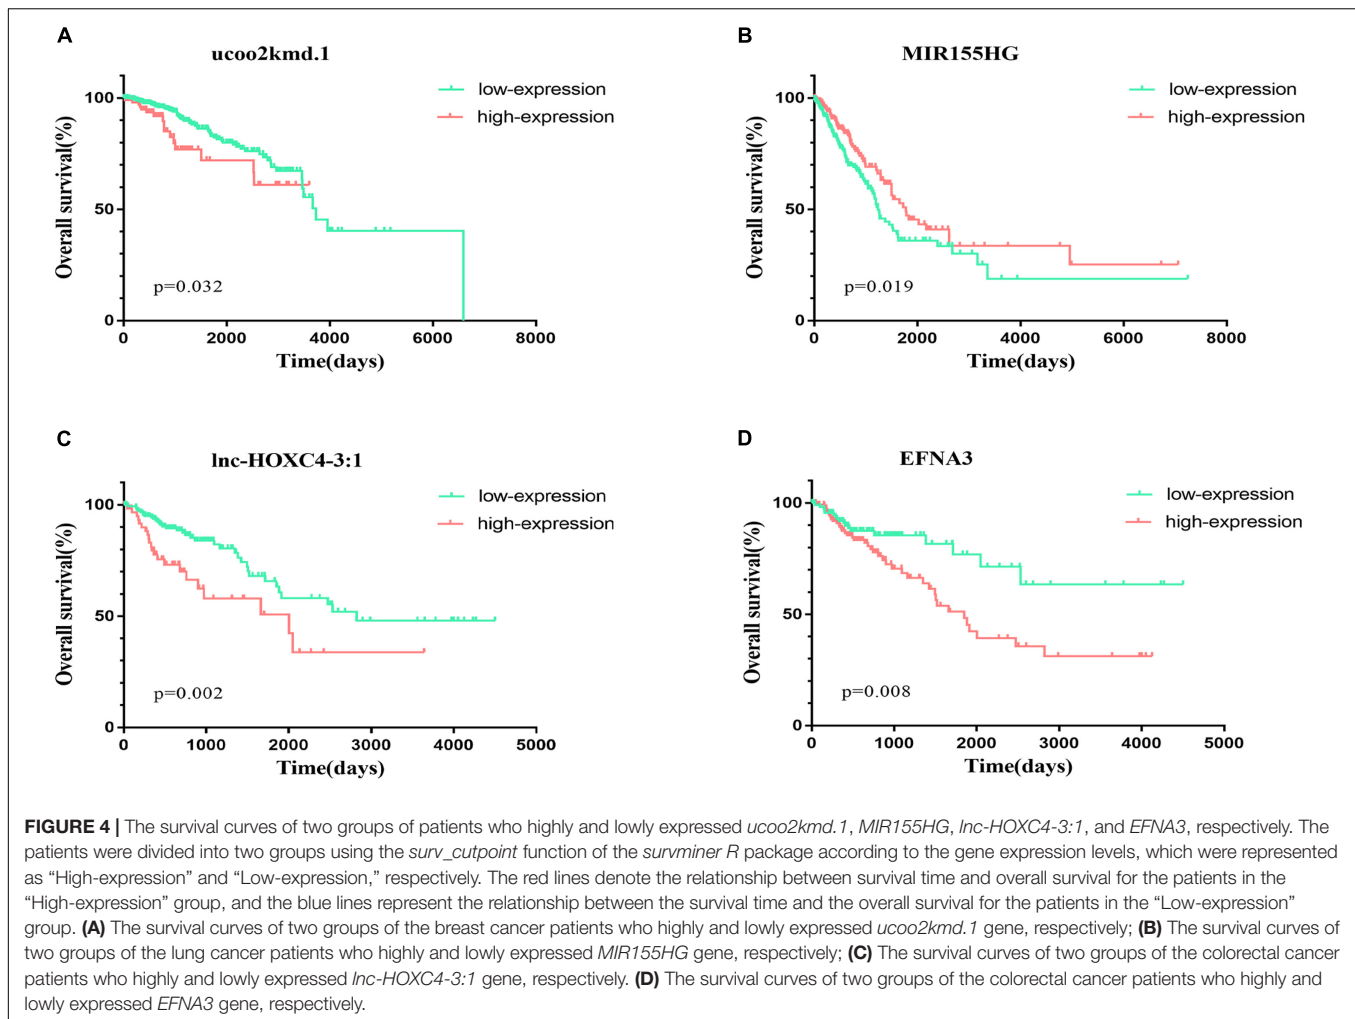 A
ucoo2kmd.1
low-expression
high-expression
100
50
0
Overall survival(%)
p=0.032
0 2000 4000 6000 8000
Time(days)
B
MIR155HG
low-expression
high-expression
100
50
0
Overall survival(%)
p=0.019
0 2000 4000 6000 8000
Time(days)
C
lnc-HOXC4-3:1
low-expression
high-expression
100
50
0
Overall survival(%)
p=0.002
0 1000 2000 3000 4000 5000
Time(days)
D
EFNA3
low-expression
high-expression
100
50
0
Overall survival(%)
p=0.008
0 1000 2000 3000 4000 5000
Time(days)
FIGURE 4 | The survival curves of two groups of patients who highly and lowly expressed ucoo2kmd.1, MIR155HG, lnc-HOXC4-3:1, and EFNA3, respectively. The
patients were divided into two groups using the surv_cutpoint function of the survminer R package according to the gene expression levels, which were represented
as “High-expression” and “Low-expression,” respectively. The red lines denote the relationship between survival time and overall survival for the patients in the
“High-expression” group, and the blue lines represent the relationship between the survival time and the overall survival for the patients in the “Low-expression”
group. (A) The survival curves of two groups of the breast cancer patients who highly and lowly expressed ucoo2kmd.1 gene, respectively; (B) The survival curves of
two groups of the lung cancer patients who highly and lowly expressed MIR155HG gene, respectively; (C) The survival curves of two groups of the colorectal cancer
patients who highly and lowly expressed lnc-HOXC4-3:1 gene, respectively. (D) The survival curves of two groups of the colorectal cancer patients who highly and
lowly expressed EFNA3 gene, respectively.